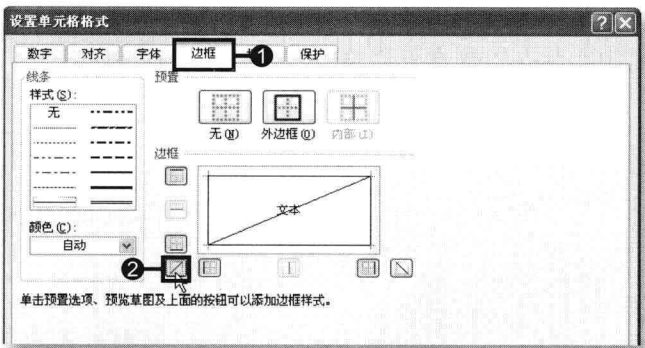 设置单元格格式
数字 对齐 字体 边框 保护
线条
样式(S):
无
颜色(C):
自动
预置
无(N) 外边框(O) 内部(I)
边框
文本
1
2
单击预置选项、预览草图及上面的按钮可以添加边框样式。